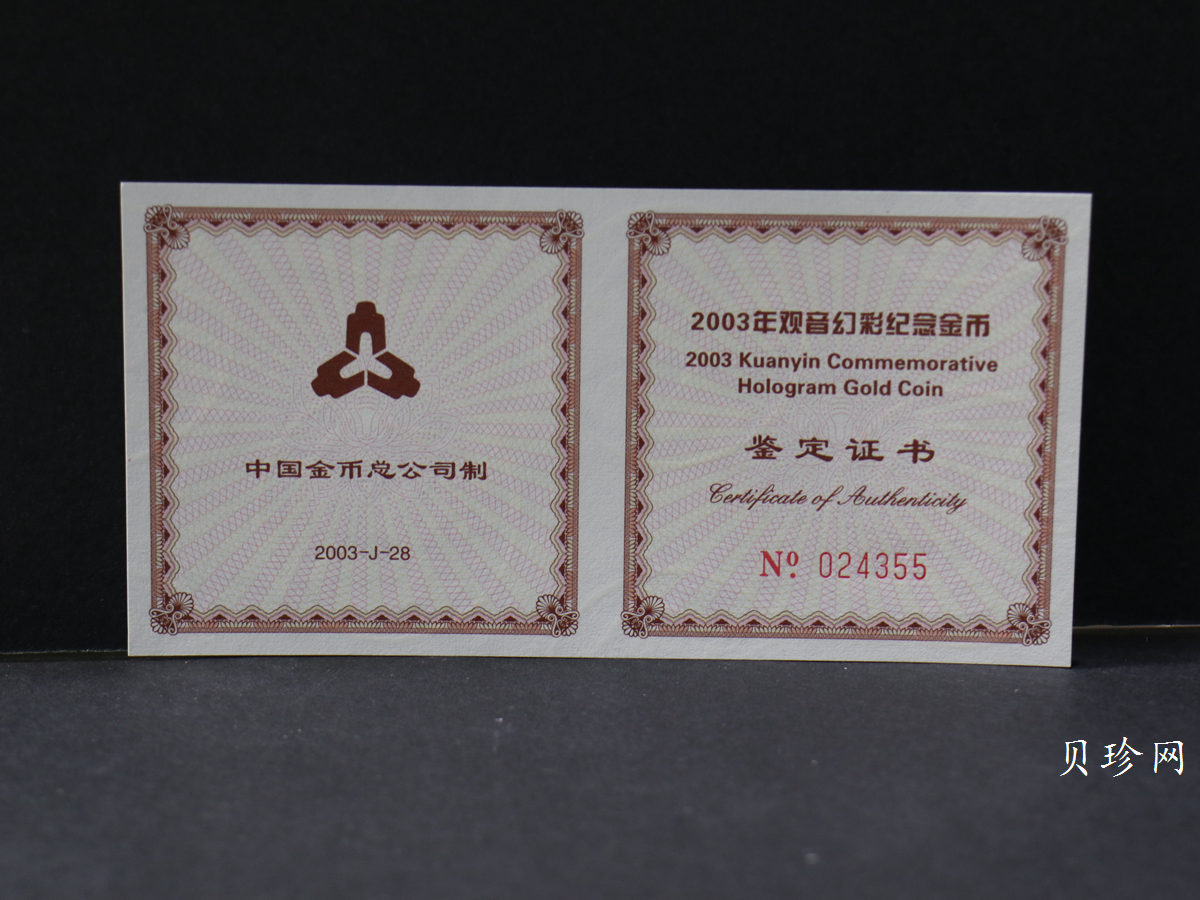 中国金币总公司制
2003-J-28
2003年观音幻彩纪念金币
2003 Kuanyin Commemorative
Hologram Gold Coin
鉴定证书
Certificate of Authenticity
Nº 024355
贝珍网